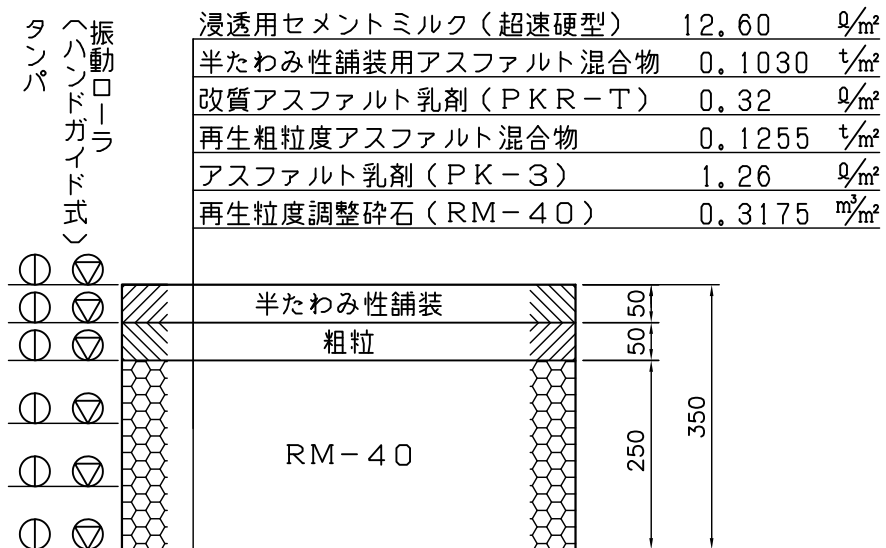 タンパ
振動ローラ
(ハンドガイド式)
浸透用セメントミルク(超速硬型) 12.60 ℓ/m²
半たわみ性舗装用アスファルト混合物 0.1030 t/m²
改質アスファルト乳剤(PKR-T) 0.32 ℓ/m²
再生粗粒度アスファルト混合物 0.1255 t/m²
アスファルト乳剤(PK-3) 1.26 ℓ/m²
再生粒度調整砕石(RM-40) 0.3175 m³/m²
半たわみ性舗装
50
粗粒
50
RM-40
250
350